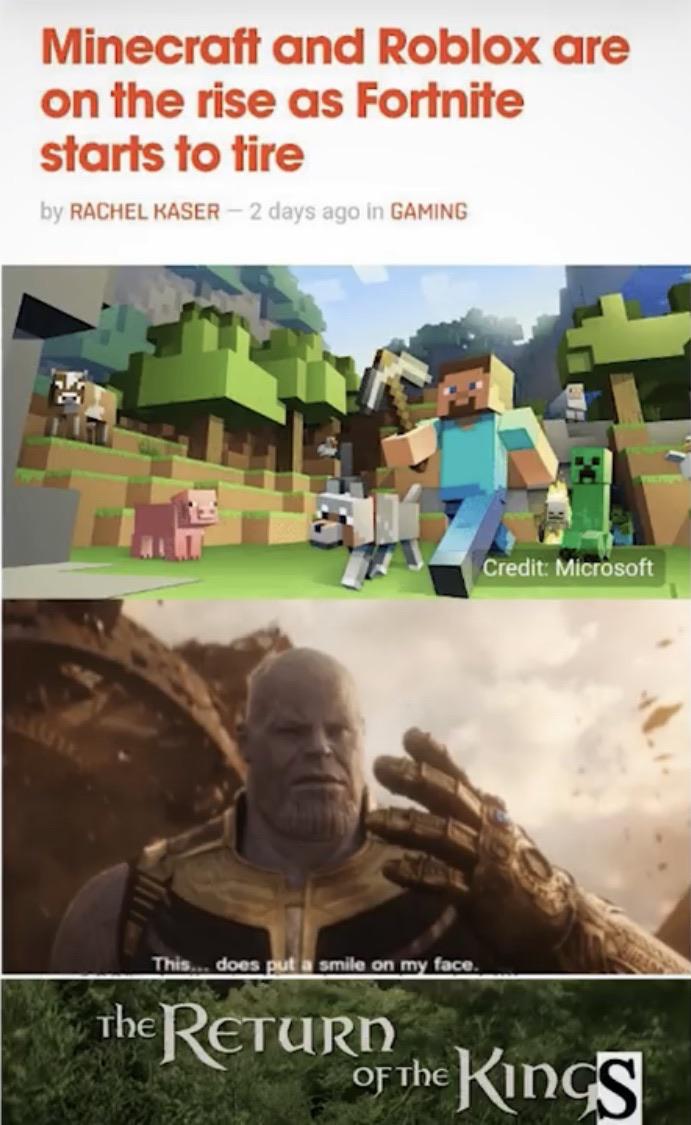 Minecraft and Roblox are
on the rise as Fortnite
starts to tire
by RACHEL KASER — 2 days ago in GAMING
Credit: Microsoft
This... does put a smile on my face.
The Return
of the Kings